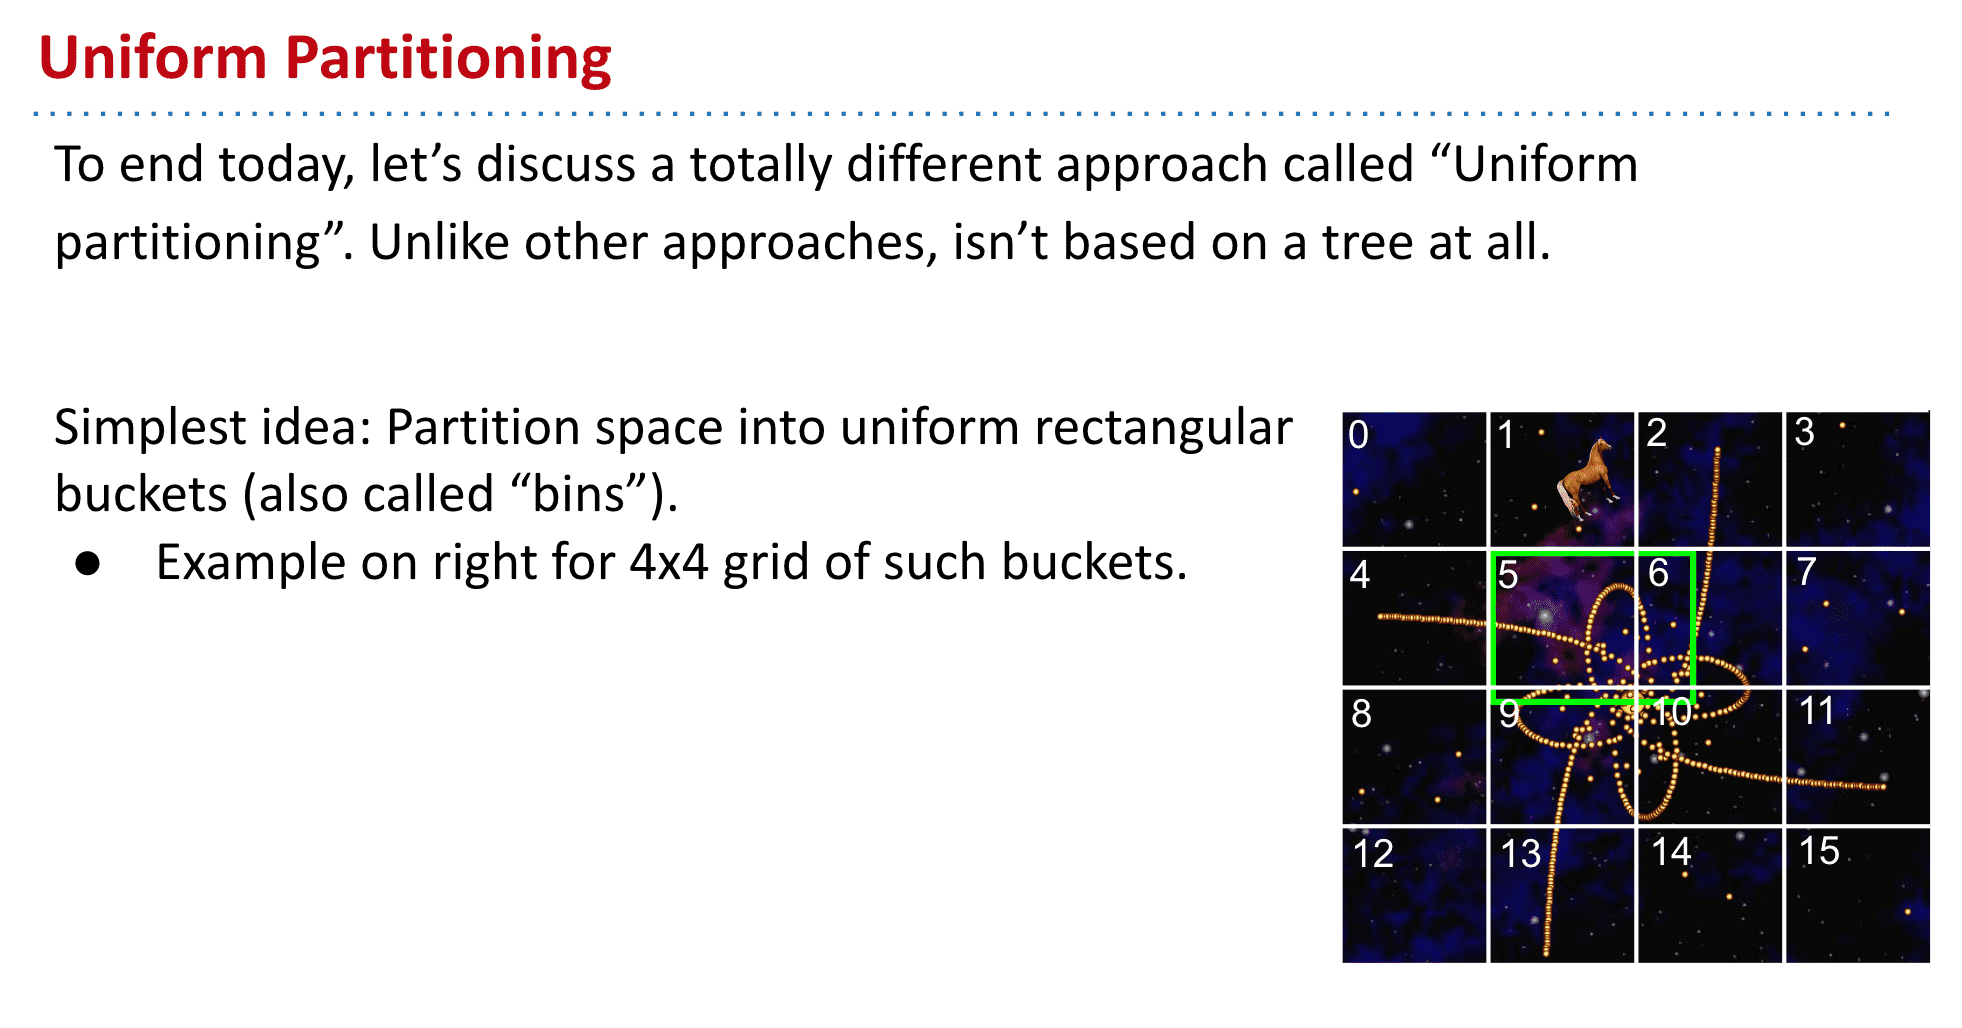 Uniform Partitioning
To end today, let’s discuss a totally different approach called “Uniform
partitioning”. Unlike other approaches, isn’t based on a tree at all.
Simplest idea: Partition space into uniform rectangular
buckets (also called “bins”).
● Example on right for 4x4 grid of such buckets.
0 1 2 3
4 5 6 7
8 9 10 11
12 13 14 15